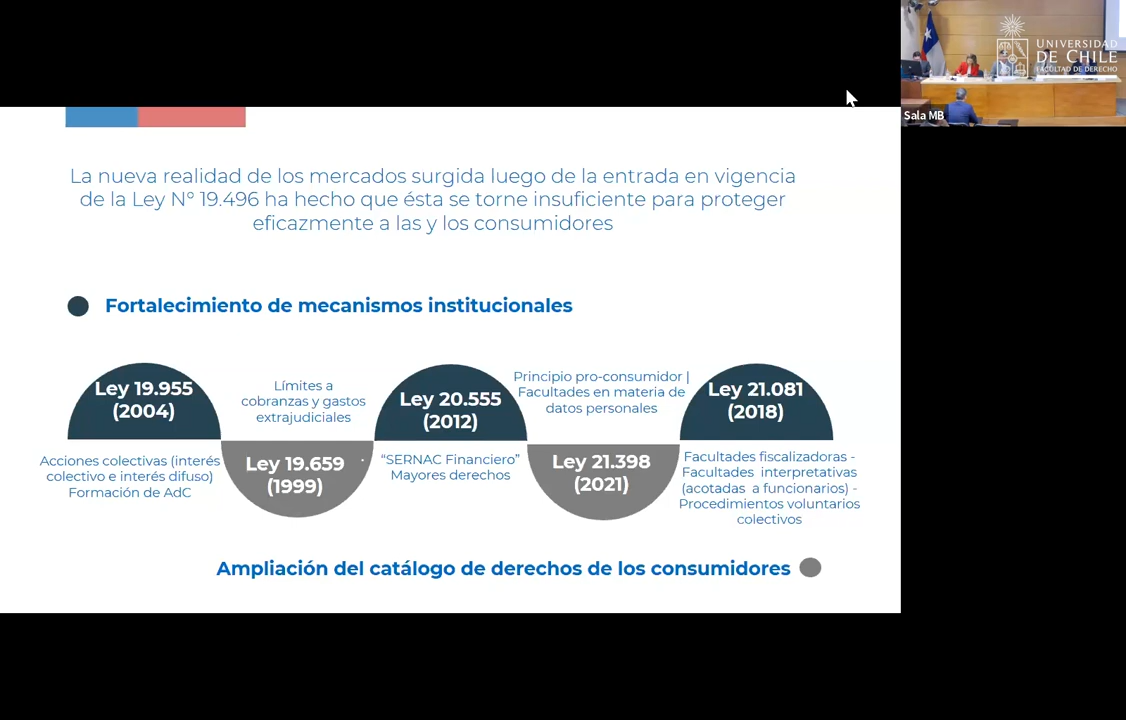 UNIVERSIDAD
DE CHILE
FACULTAD DE DERECHO
Sala MB
La nueva realidad de los mercados surgida luego de la entrada en vigencia
de la Ley N° 19.496 ha hecho que ésta se torne insuficiente para proteger
eficazmente a las y los consumidores
Fortalecimiento de mecanismos institucionales
Ley 19.955
(2004)
Acciones colectivas (interés
colectivo e interés difuso)
Formación de AdC
Límites a
cobranzas y gastos
extrajudiciales
Ley 19.659
(1999)
Ley 20.555
(2012)
“SERNAC Financiero”
Mayores derechos
Principio pro-consumidor |
Facultades en materia de
datos personales
Ley 21.398
(2021)
Ley 21.081
(2018)
Facultades fiscalizadoras -
Facultades interpretativas
(acotadas a funcionarios) -
Procedimientos voluntarios
colectivos
Ampliación del catálogo de derechos de los consumidores